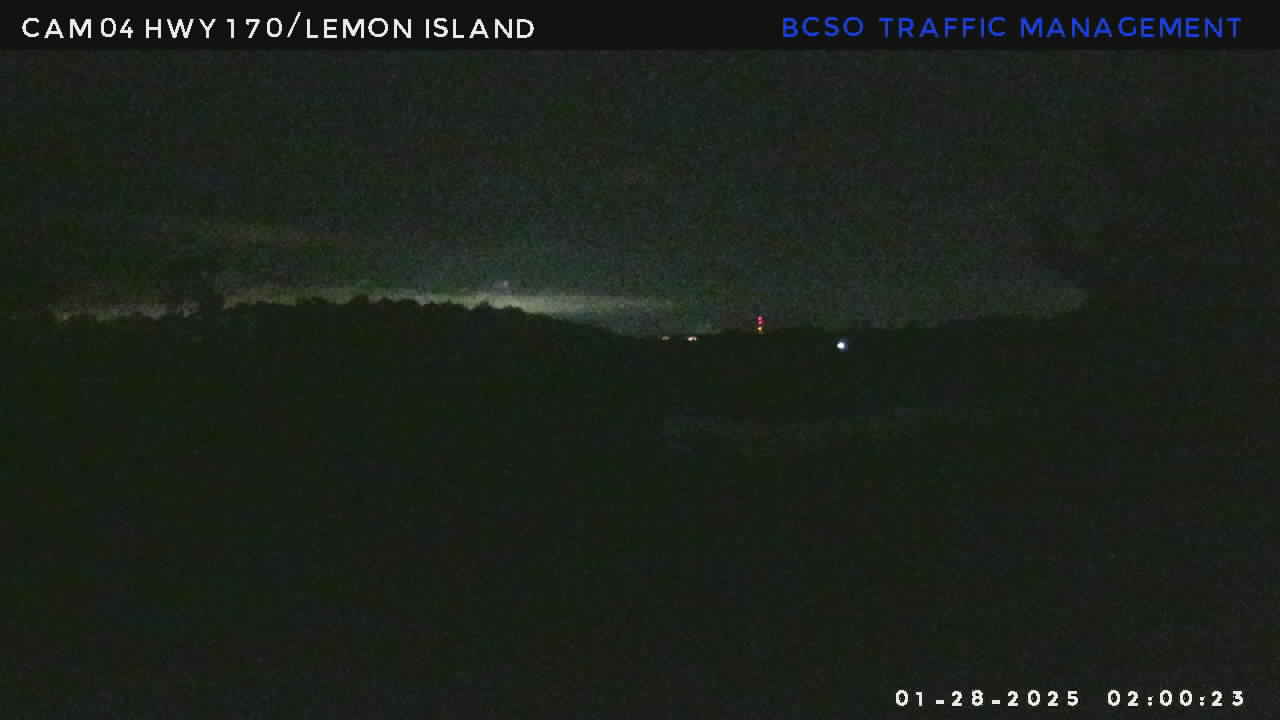 CAM 04 HWY 170/LEMON ISLAND
BCSO TRAFFIC MANAGEMENT
01-28-2025 02:00:23